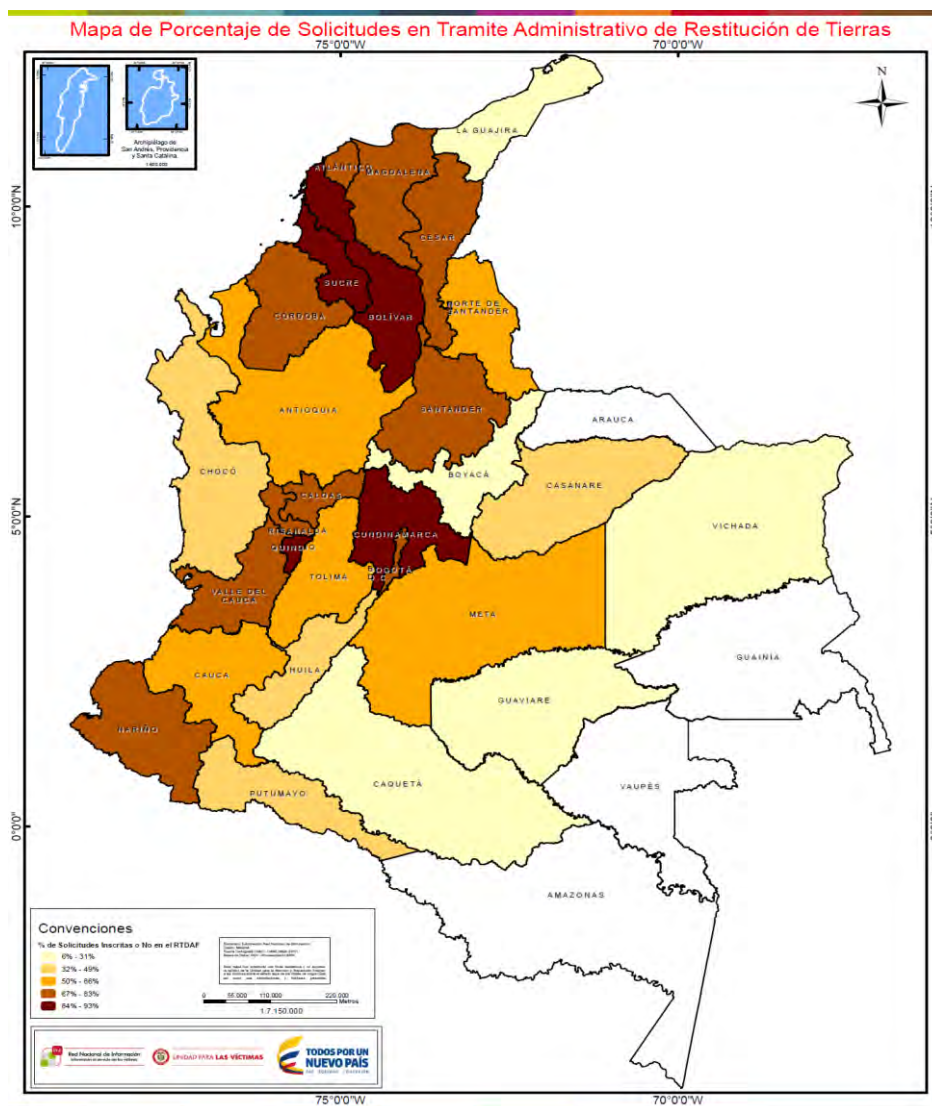 Mapa de Porcentaje de Solicitudes en Tramite Administrativo de Restitución de Tierras
75°0'0"W
70°0'0"W
N
Archipiélago de
San Andrés, Providencia
y Santa Catalina.
LA GUAJIRA
ATLÁNTICO
MAGDALENA
10°0'0"N
CESAR
SUCRE
NORTE DE
SANTANDER
CÓRDOBA
BOLÍVAR
ANTIOQUIA
SANTANDER
ARAUCA
CHOCÓ
BOYACÁ
CASANARE
CALDAS
5°0'0"N
VICHADA
RISARALDA
CUNDINAMARCA
QUINDÍO
BOGOTÁ
D.C
TOLIMA
VALLE DEL
CAUCA
META
GUAINÍA
HUILA
CAUCA
GUAVIARE
NARIÑO
CAQUETÁ
VAUPÉS
PUTUMAYO
0°0'0"
AMAZONAS
Convenciones
% de Solicitudes Inscritas o No en el RTDAF
6% - 31%
32% - 49%
50% - 66%
67% - 83%
84% - 93%
0 55.000 110.000 220.000
Metros
1:7.150.000
Red Nacional de Información
UNIDAD PARA LAS VÍCTIMAS
TODOS POR UN
NUEVO PAÍS
PAZ EQUIDAD EDUCACIÓN
75°0'0"W
70°0'0"W